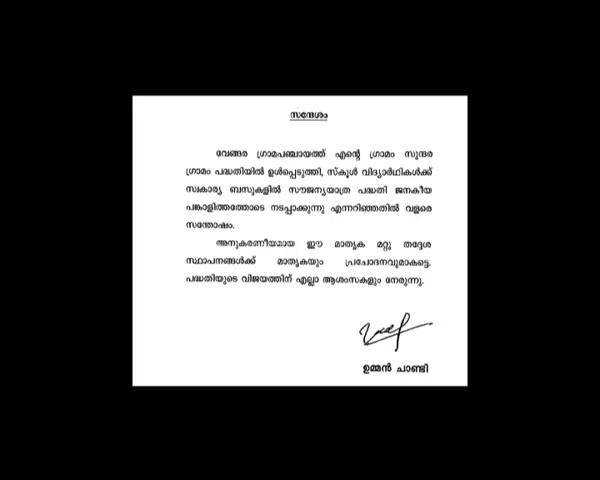 സന്ദേശം
വേങ്ങര ഗ്രാമപഞ്ചായത്ത് എന്റെ ഗ്രാമം സുന്ദര
ഗ്രാമം പദ്ധതിയിൽ ഉൾപ്പെടുത്തി, സ്കൂൾ വിദ്യാർഥികൾക്ക്
സ്വകാര്യ ബസുകളിൽ സൗജന്യയാത്ര പദ്ധതി ജനകീയ
പങ്കാളിത്തത്തോടെ നടപ്പാക്കുന്നു എന്നറിഞ്ഞതിൽ വളരെ
സന്തോഷം.
അനുകരണീയമായ ഈ മാതൃക മറ്റു തദ്ദേശ
സ്ഥാപനങ്ങൾക്ക് മാതൃകയും പ്രചോദനവുമാകട്ടെ.
പദ്ധതിയുടെ വിജയത്തിന് എല്ലാ ആശംസകളും നേരുന്നു.
ഉമ്മൻ ചാണ്ടി